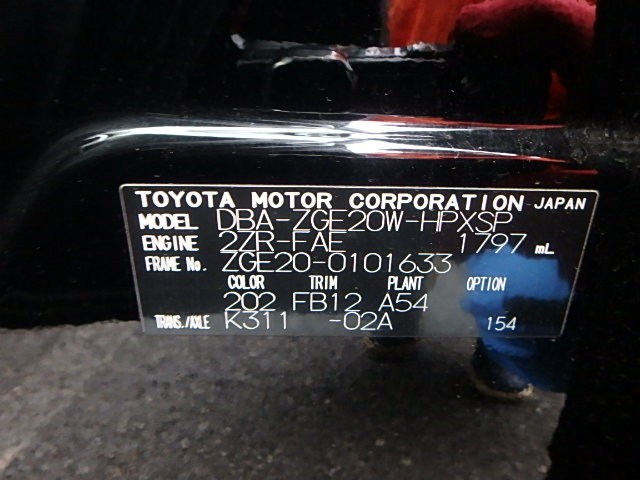 TOYOTA MOTOR CORPORATION JAPAN
MODEL DBA-ZGE20W-HPXSP
ENGINE 2ZR-FAE 1797 mL
FRAME No. ZGE20-0101633
COLOR TRIM PLANT OPTION
202 FB12 A54
TRANS./AXLE K311 -02A 154